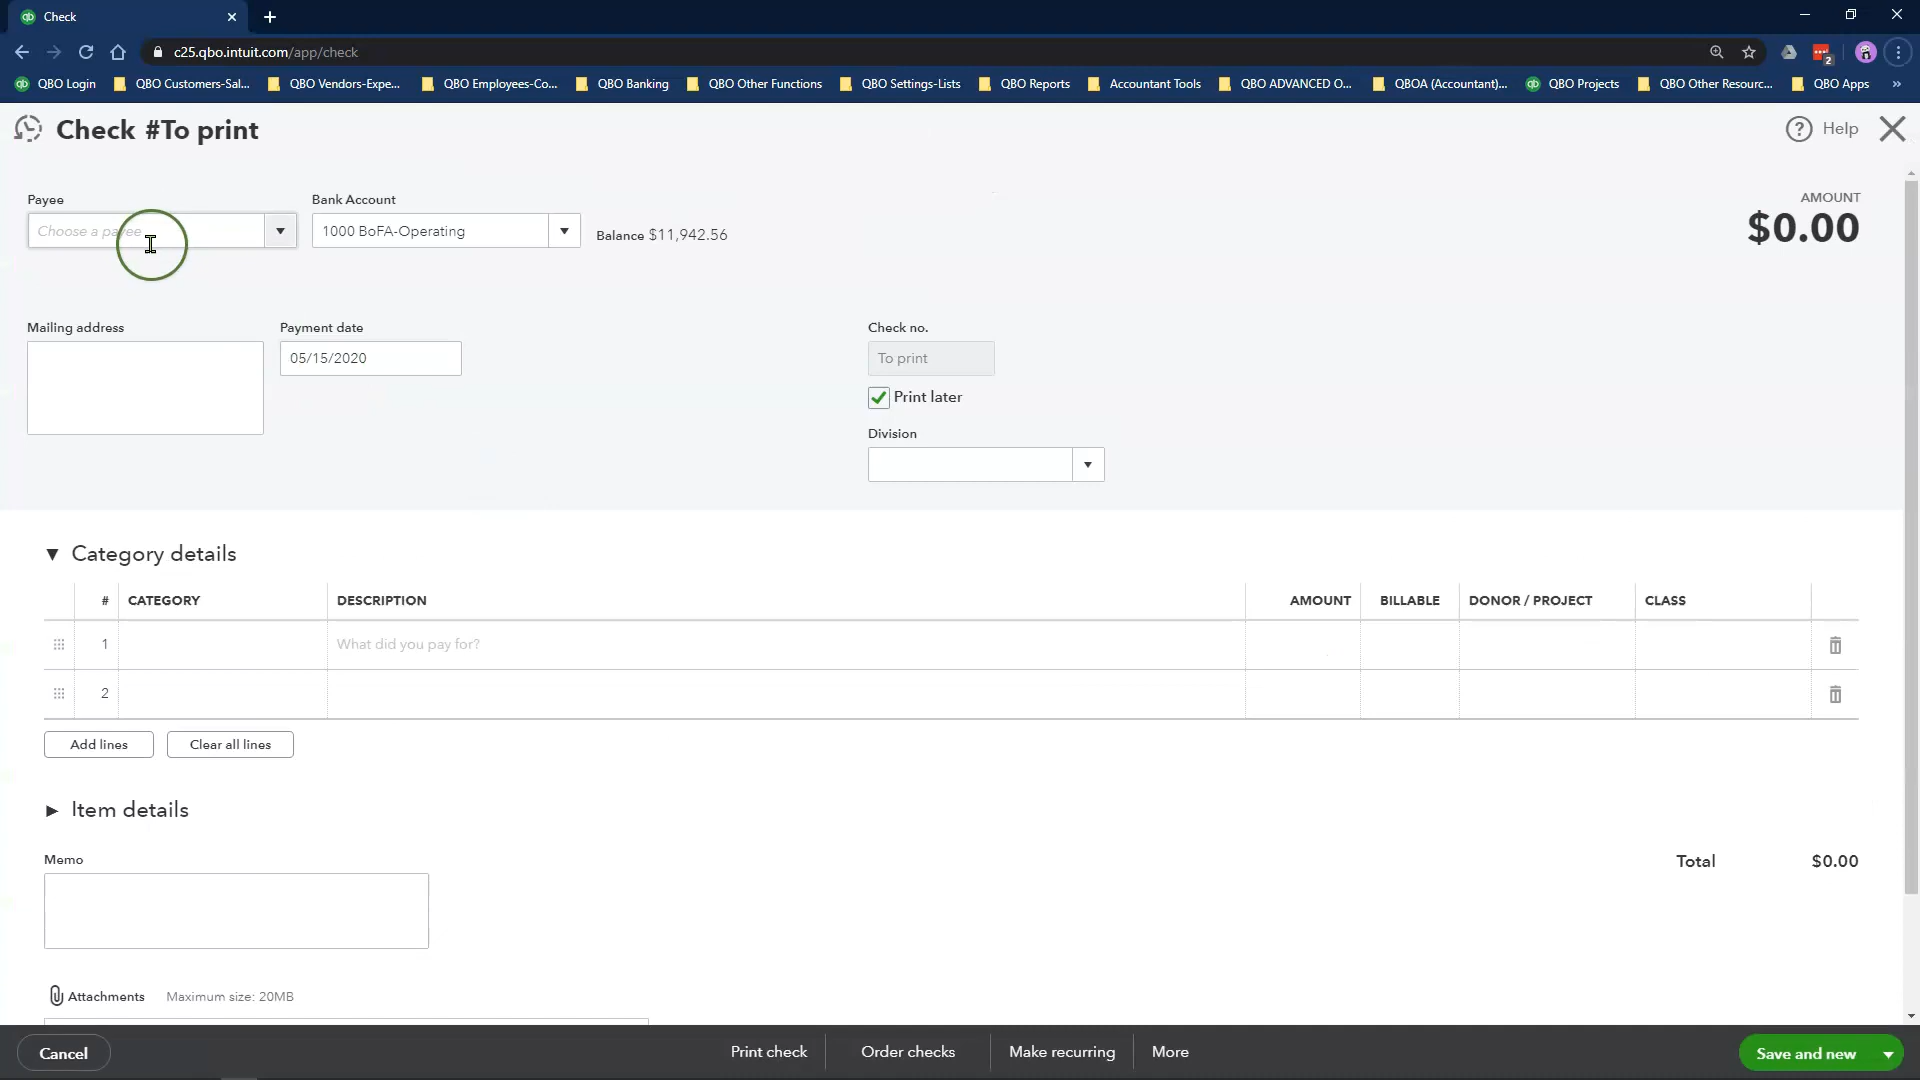 Check
c25.qbo.intuit.com/app/check
2
QBO Login QBO Customers-Sal... QBO Vendors-Expe... QBO Employees-Co... QBO Banking QBO Other Functions QBO Settings-Lists QBO Reports Accountant Tools QBO ADVANCED O... QBOA (Accountant)... QBO Projects QBO Other Resourc... QBO Apps »
Check #To print
Help
Payee
Bank Account
AMOUNT
Choose a payee
1000 BoFA-Operating
Balance $11,942.56
$0.00
Mailing address
Payment date
Check no.
05/15/2020
To print
Print later
Division
Category details
# CATEGORY DESCRIPTION AMOUNT BILLABLE DONOR / PROJECT CLASS
1 What did you pay for?
2
Add lines Clear all lines
Item details
Memo
Total $0.00
Attachments Maximum size: 20MB
Cancel Print check Order checks Make recurring More Save and new